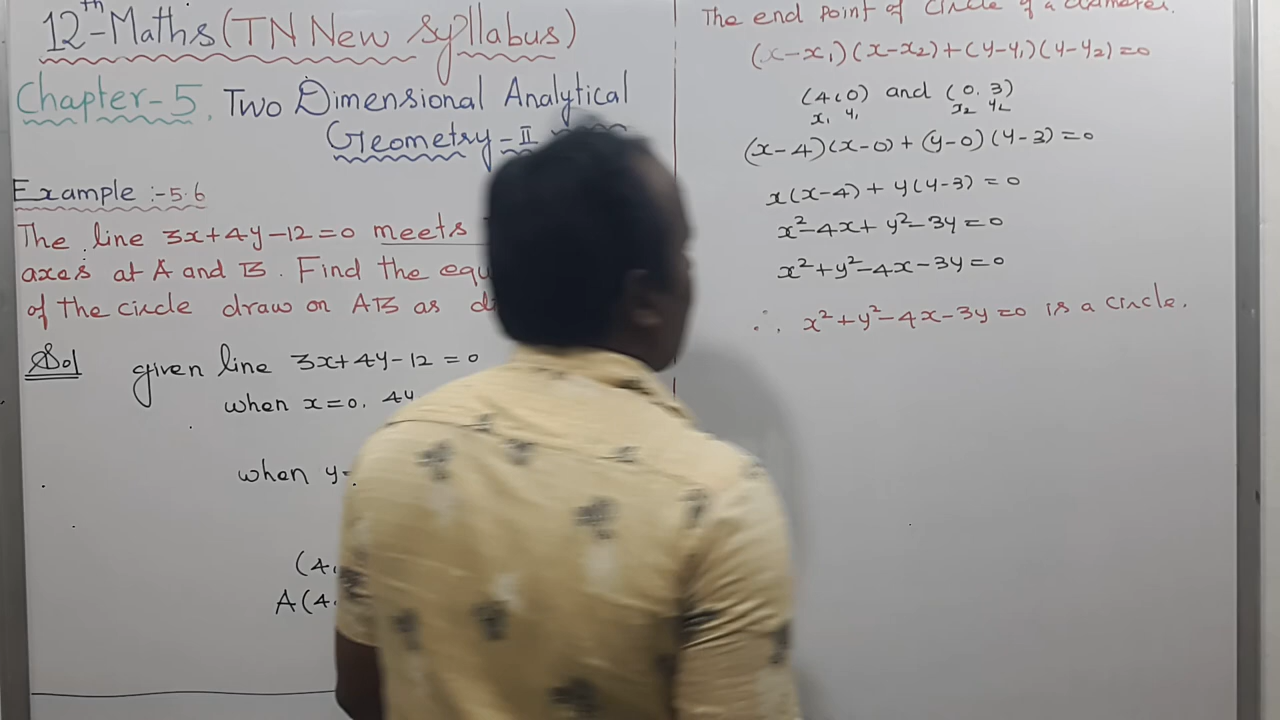 12th-Maths (TN New Syllabus)
Chapter-5, Two Dimensional Analytical
Geometry-II
Example :-5.6
The line 3x+4y-12=0 meets
axes at A and B. Find the equ
of the circle draw on AB as d
Sol given line 3x+4y-12=0
when x=0, 4y
when y=
(4,
A(4,
The end point of circle of a diameter.
(x-x₁)(x-x₂)+(y-y₁)(y-y₂)=0
(4,0) and (0,3)
x₁ y₁ x₂ y₂
(x-4)(x-0)+(y-0)(y-3)=0
x(x-4)+y(y-3)=0
x²-4x+y²-3y=0
x²+y²-4x-3y=0
∴ x²+y²-4x-3y=0 is a circle.